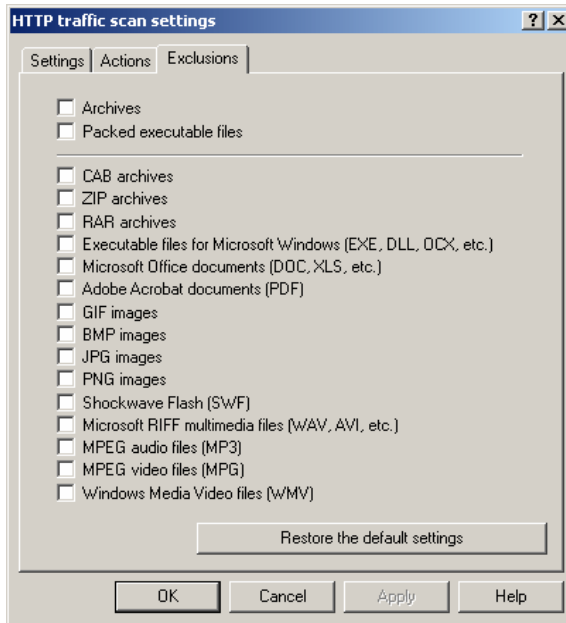 HTTP traffic scan settings
Settings Actions Exclusions
Archives
Packed executable files
CAB archives
ZIP archives
RAR archives
Executable files for Microsoft Windows (EXE, DLL, OCX, etc.)
Microsoft Office documents (DOC, XLS, etc.)
Adobe Acrobat documents (PDF)
GIF images
BMP images
JPG images
PNG images
Shockwave Flash (SWF)
Microsoft RIFF multimedia files (WAV, AVI, etc.)
MPEG audio files (MP3)
MPEG video files (MPG)
Windows Media Video files (WMV)
Restore the default settings
OK Cancel Apply Help